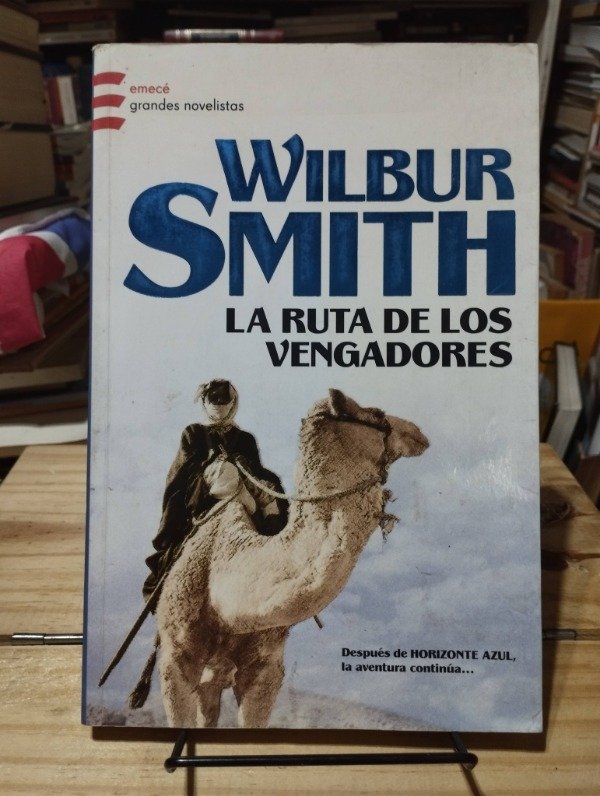 emecé
grandes novelistas
WILBUR
SMITH
LA RUTA DE LOS
VENGADORES
Después de HORIZONTE AZUL,
la aventura continúa...